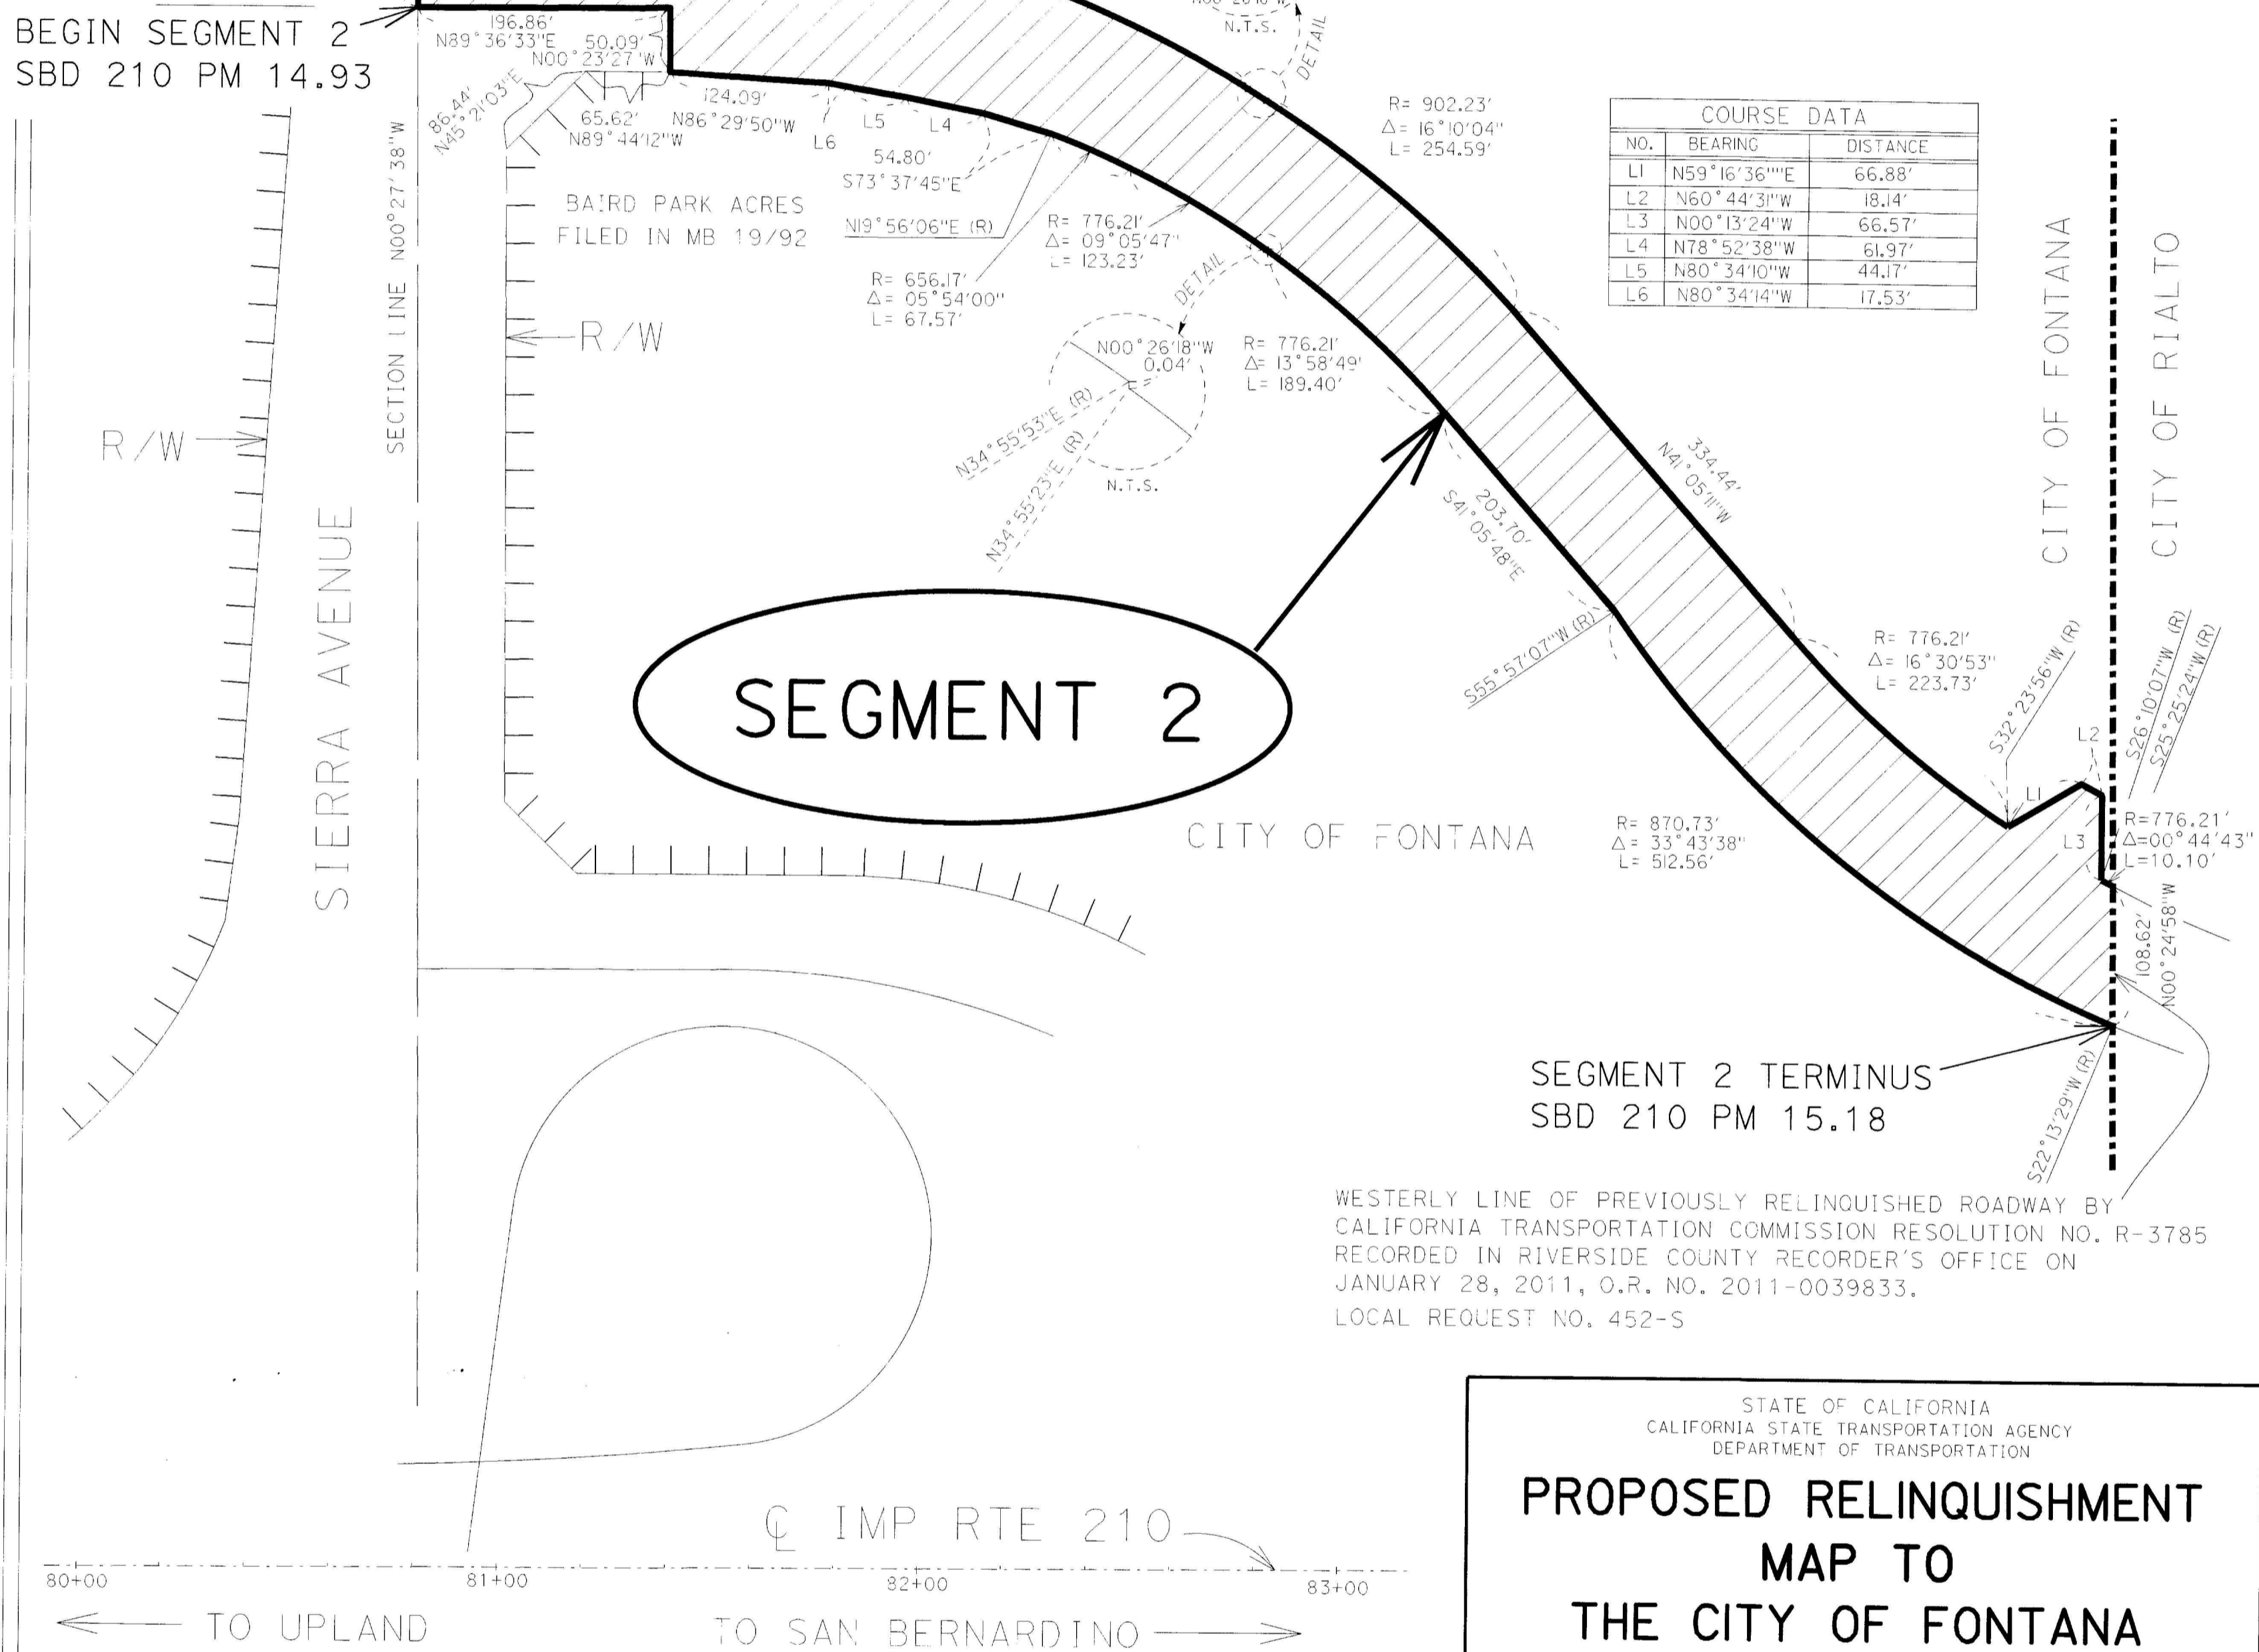 BEGIN SEGMENT 2
SBD 210 PM 14.93
196.86'
N89°36'33"E
50.09'
N00°23'27"W
86.44'
N45°21'03"E
65.62'
N89°44'12"W
124.09'
N86°29'50"W
L6
L5
L4
54.80'
S73°37'45"E
N19°56'06"E (R)
N.T.S.
DETAIL
R= 902.23'
Δ= 16°10'04"
L= 254.59'
COURSE DATA
NO. BEARING DISTANCE
L1 N59°16'36""E 66.88'
L2 N60°44'31"W 18.14'
L3 N00°13'24"W 66.57'
L4 N78°52'38"W 61.97'
L5 N80°34'10"W 44.17'
L6 N80°34'14"W 17.53'
CITY OF FONTANA
CITY OF RIALTO
SECTION LINE N00°27'38"W
BAIRD PARK ACRES
FILED IN MB 19/92
R= 776.21'
Δ= 09°05'47"
L= 123.23'
R= 656.17'
Δ= 05°54'00"
L= 67.57'
DETAIL
R/W
R/W
N00°26'18"W
0.04'
N34°55'53"E (R)
N34°55'23"E (R)
N.T.S.
R= 776.21'
Δ= 13°58'49'
L= 189.40'
334.44'
N41°05'11"W
203.70'
S41°05'48"E
S55°57'07"W (R)
SIERRA AVENUE
SEGMENT 2
R= 776.21'
Δ= 16°30'53"
L= 223.73'
S32°23'56"W (R)
S26°10'07"W (R)
S25°25'24"W (R)
L2
L1
L3
R=776.21'
Δ=00°44'43"
L=10.10'
CITY OF FONTANA
R= 870.73'
Δ= 33°43'38"
L= 512.56'
108.62'
N00°24'58"W
S22°13'29"W (R)
SEGMENT 2 TERMINUS
SBD 210 PM 15.18
WESTERLY LINE OF PREVIOUSLY RELINQUISHED ROADWAY BY
CALIFORNIA TRANSPORTATION COMMISSION RESOLUTION NO. R-3785
RECORDED IN RIVERSIDE COUNTY RECORDER'S OFFICE ON
JANUARY 28, 2011, O.R. NO. 2011-0039833.
LOCAL REQUEST NO. 452-S
STATE OF CALIFORNIA
CALIFORNIA STATE TRANSPORTATION AGENCY
DEPARTMENT OF TRANSPORTATION
PROPOSED RELINQUISHMENT
MAP TO
THE CITY OF FONTANA
℄ IMP RTE 210
80+00 81+00 82+00 83+00
TO UPLAND
TO SAN BERNARDINO